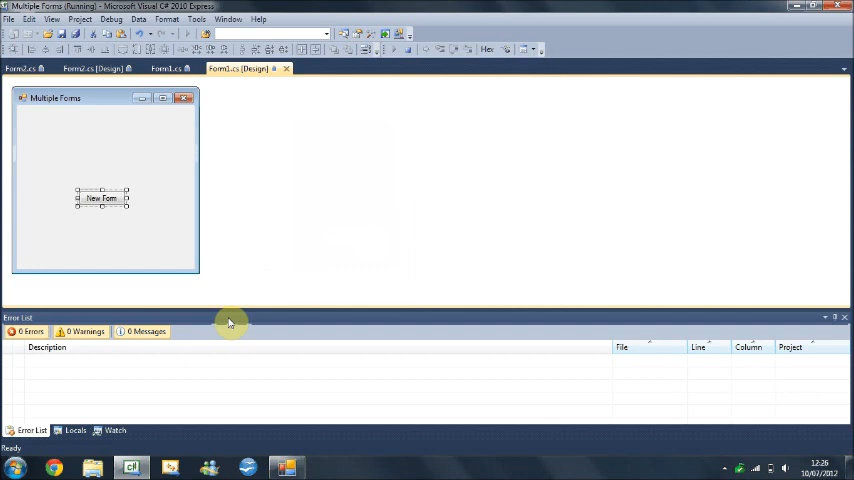 Multiple Forms (Running) - Microsoft Visual C# 2010 Express
File Edit View Project Debug Data Format Tools Window Help
Hex
Form2.cs Form2.cs [Design] Form1.cs Form1.cs [Design]
Multiple Forms
New Form
Error List
0 Errors 0 Warnings 0 Messages
Description File Line Column Project
Error List Locals Watch
Ready
C#
12:26
10/07/2012